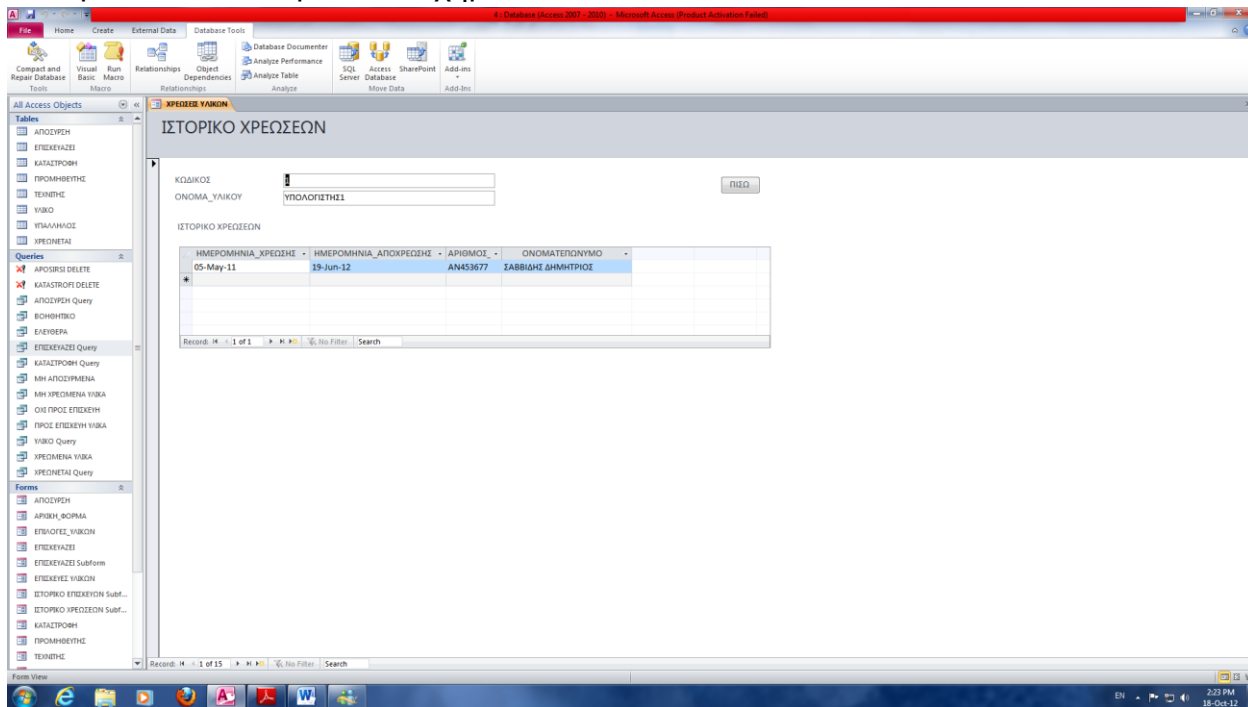 4 : Database (Access 2007 - 2010) - Microsoft Access (Product Activation Failed)
File Home Create External Data Database Tools
Compact and Repair Database
Visual Basic
Run Macro
Relationships
Object Dependencies
Database Documenter
Analyze Performance
Analyze Table
SQL Server
Access Database
SharePoint
Add-ins
Tools Macro Relationships Analyze Move Data Add-Ins
All Access Objects
ΧΡΕΩΣΕΙΣ ΥΛΙΚΩΝ
Tables
ΑΠΟΣΥΡΣΗ
ΕΠΙΣΚΕΥΑΖΕΙ
ΚΑΤΑΣΤΡΟΦΗ
ΠΡΟΜΗΘΕΥΤΗΣ
ΤΕΧΝΙΤΗΣ
ΥΛΙΚΟ
ΥΠΑΛΛΗΛΟΣ
ΧΡΕΩΝΕΤΑΙ
Queries
APOSIRSI DELETE
KATASTROFI DELETE
ΑΠΟΣΥΡΣΗ Query
ΒΟΗΘΗΤΙΚΟ
ΕΛΕΥΘΕΡΑ
ΕΠΙΣΚΕΥΑΖΕΙ Query
ΚΑΤΑΣΤΡΟΦΗ Query
ΜΗ ΑΠΟΣΥΡΜΕΝΑ
ΜΗ ΧΡΕΩΜΕΝΑ ΥΛΙΚΑ
ΟΧΙ ΠΡΟΣ ΕΠΙΣΚΕΥΗ
ΠΡΟΣ ΕΠΙΣΚΕΥΗ ΥΛΙΚΑ
ΥΛΙΚΟ Query
ΧΡΕΩΜΕΝΑ ΥΛΙΚΑ
ΧΡΕΩΝΕΤΑΙ Query
Forms
ΑΠΟΣΥΡΣΗ
ΑΡΧΙΚΗ_ΦΟΡΜΑ
ΕΠΙΛΟΓΕΣ_ΥΛΙΚΩΝ
ΕΠΙΣΚΕΥΑΖΕΙ
ΕΠΙΣΚΕΥΑΖΕΙ Subform
ΕΠΙΣΚΕΥΕΣ ΥΛΙΚΩΝ
ΙΣΤΟΡΙΚΟ ΕΠΙΣΚΕΥΩΝ Subf...
ΙΣΤΟΡΙΚΟ ΧΡΕΩΣΕΩΝ Subf...
ΚΑΤΑΣΤΡΟΦΗ
ΠΡΟΜΗΘΕΥΤΗΣ
ΤΕΧΝΙΤΗΣ
ΙΣΤΟΡΙΚΟ ΧΡΕΩΣΕΩΝ
ΚΩΔΙΚΟΣ 1
ΠΙΣΩ
ΟΝΟΜΑ_ΥΛΙΚΟΥ ΥΠΟΛΟΓΙΣΤΗΣ1
ΙΣΤΟΡΙΚΟ ΧΡΕΩΣΕΩΝ
ΗΜΕΡΟΜΗΝΙΑ_ΧΡΕΩΣΗΣ ΗΜΕΡΟΜΗΝΙΑ_ΑΠΟΧΡΕΩΣΗΣ ΑΡΙΘΜΟΣ_ ΟΝΟΜΑΤΕΠΩΝΥΜΟ
05-May-11 19-Jun-12 AN453677 ΣΑΒΒΙΔΗΣ ΔΗΜΗΤΡΙΟΣ
Record: 1 of 1 No Filter Search
Record: 1 of 15 No Filter Search
Form View
EN 2:23 PM
18-Oct-12